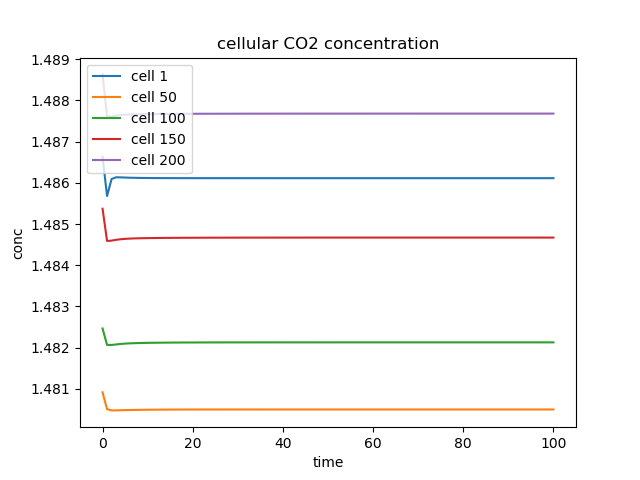 cellular CO2 concentration
1.489
1.488
1.487
1.486
1.485
1.484
1.483
1.482
1.481
conc
cell 1
cell 50
cell 100
cell 150
cell 200
0 20 40 60 80 100
time